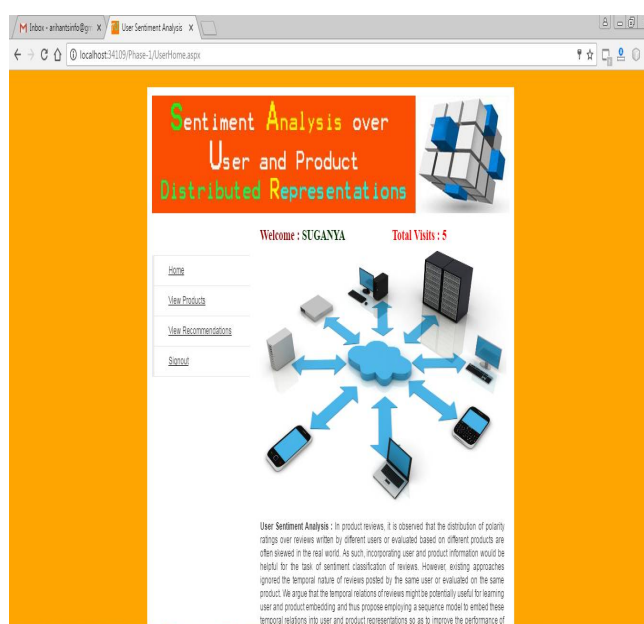 Inbox - arihantsinfo@gm
User Sentiment Analysis
localhost:34109/Phase-1/UserHome.aspx
Sentiment Analysis over
User and Product
Distributed Representations
Welcome : SUGANYA Total Visits : 5
Home
View Products
View Recommendations
Signout
User Sentiment Analysis : In product reviews, it is observed that the distribution of polarity
ratings over reviews written by different users or evaluated based on different products are
often skewed in the real world. As such, incorporating user and product information would be
helpful for the task of sentiment classification of reviews. However, existing approaches
ignored the temporal nature of reviews posted by the same user or evaluated on the same
product. We argue that the temporal relations of reviews might be potentially useful for learning
user and product embedding and thus propose employing a sequence model to embed these
temporal relations into user and product representations so as to improve the performance of